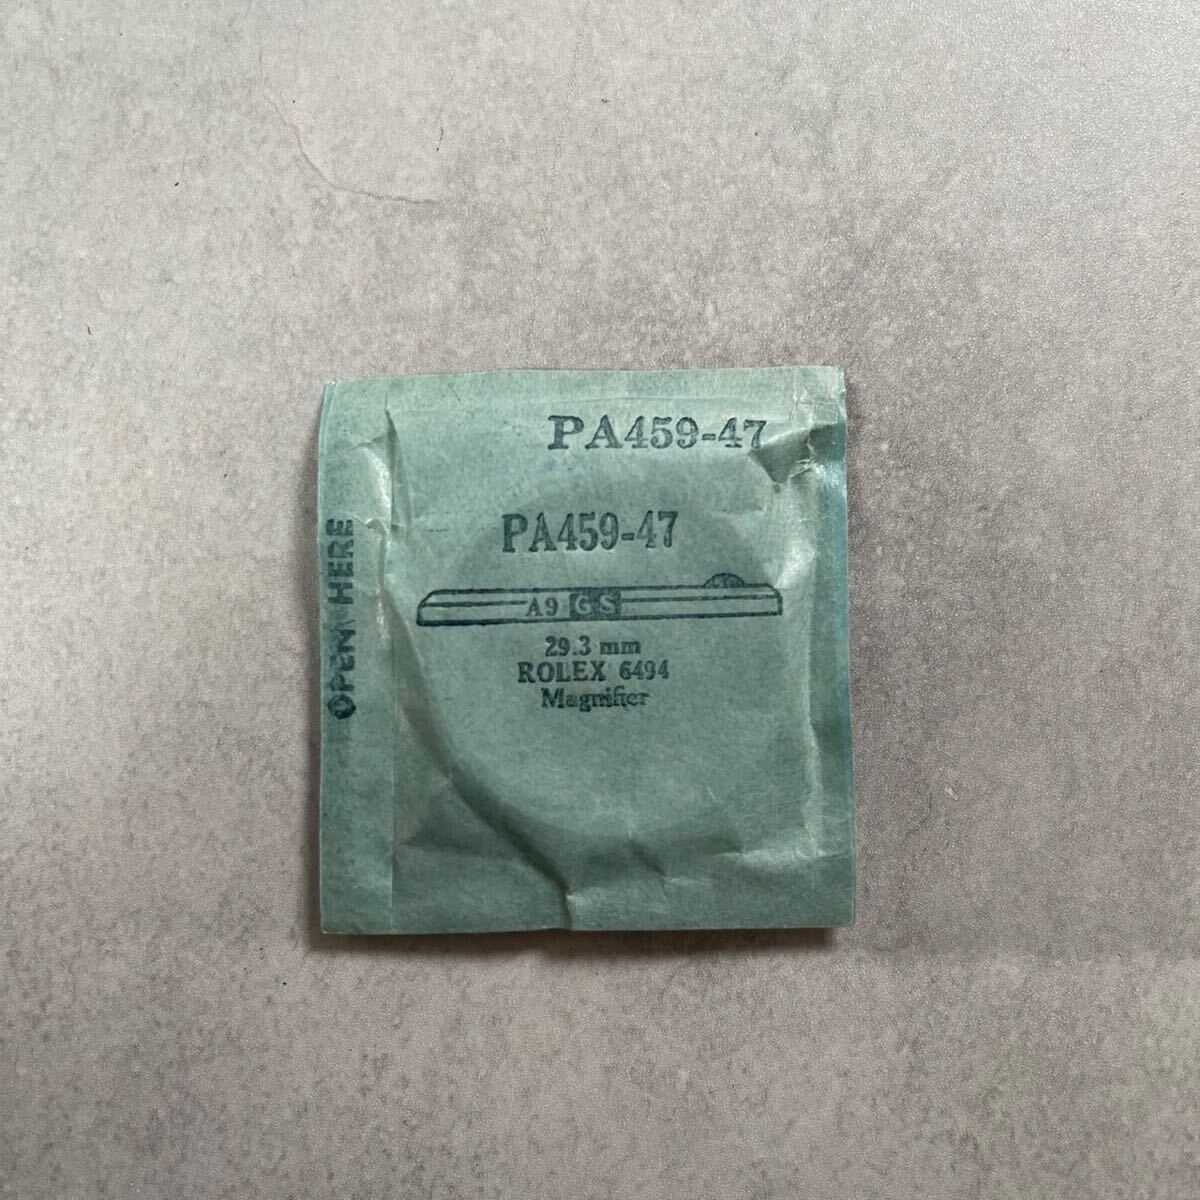 PA459-47
PA459-47
A9 GS
29.3 mm
ROLEX 6494
Magnifier
OPEN HERE